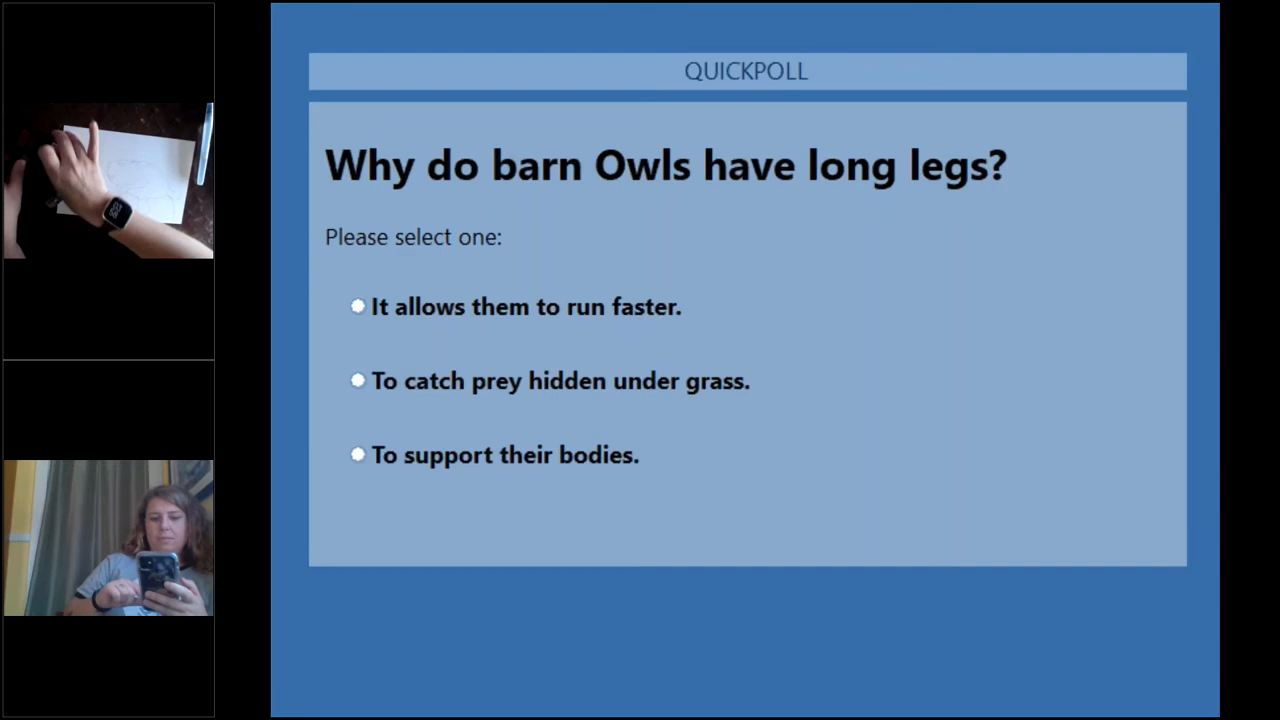 QUICKPOLL
Why do barn Owls have long legs?
Please select one:
It allows them to run faster.
To catch prey hidden under grass.
To support their bodies.